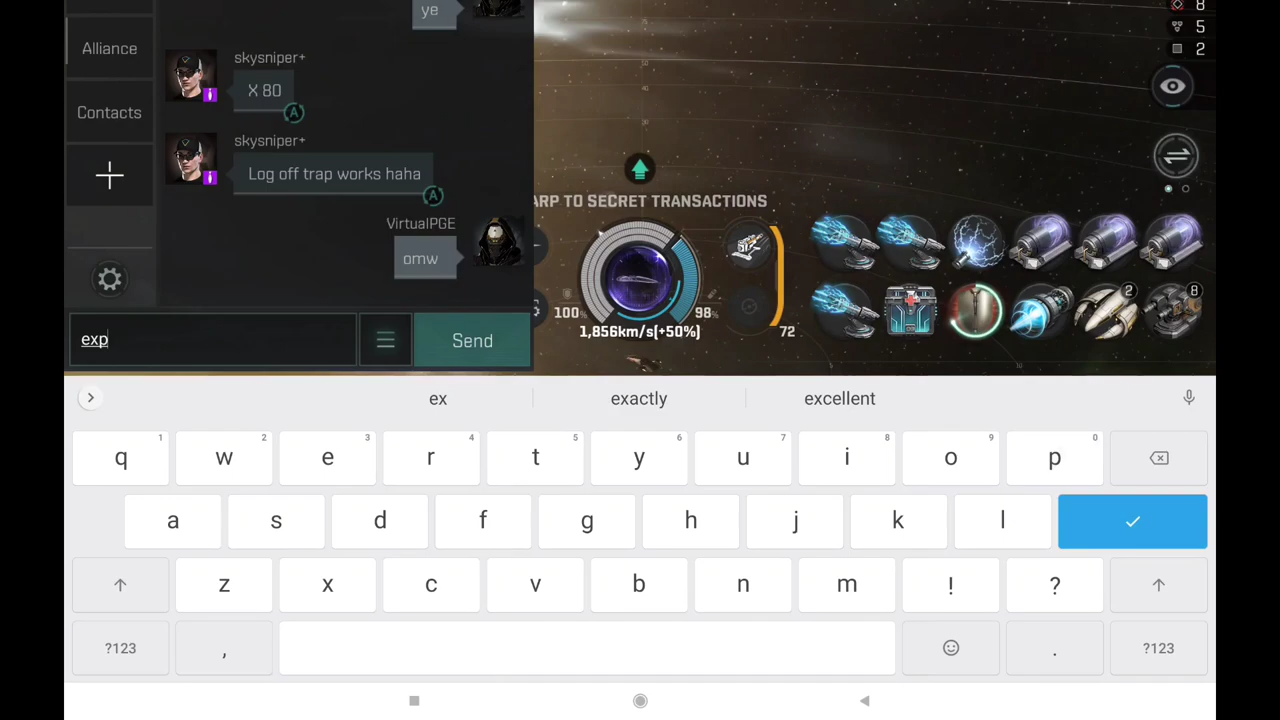 ye
Alliance
skysniper+
X 80
A
Contacts
skysniper+
Log off trap works haha
A
VirtualPGE
omw
exp
Send
8
5
2
ARP TO SECRET TRANSACTIONS
100%
98%
1,856km/s(+50%)
72
2
8
ex
exactly
excellent
q 1 w 2 e 3 r 4 t 5 y 6 u 7 i 8 o 9 p 0
a s d f g h j k l
z x c v b n m ! ?
?123 , . ?123